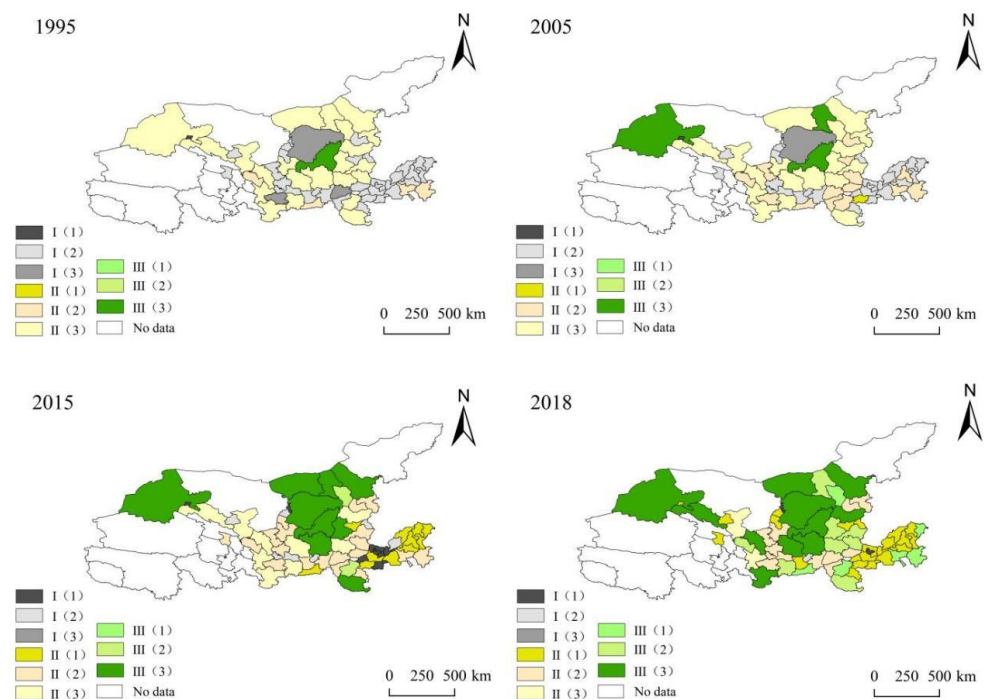 1995
N
I（1）
I（2）
I（3）
II（1）
II（2）
II（3）
III（1）
III（2）
III（3）
No data
0 250 500 km
2005
N
I（1）
I（2）
I（3）
II（1）
II（2）
II（3）
III（1）
III（2）
III（3）
No data
0 250 500 km
2015
N
I（1）
I（2）
I（3）
II（1）
II（2）
II（3）
III（1）
III（2）
III（3）
No data
0 250 500 km
2018
N
I（1）
I（2）
I（3）
II（1）
II（2）
II（3）
III（1）
III（2）
III（3）
No data
0 250 500 km